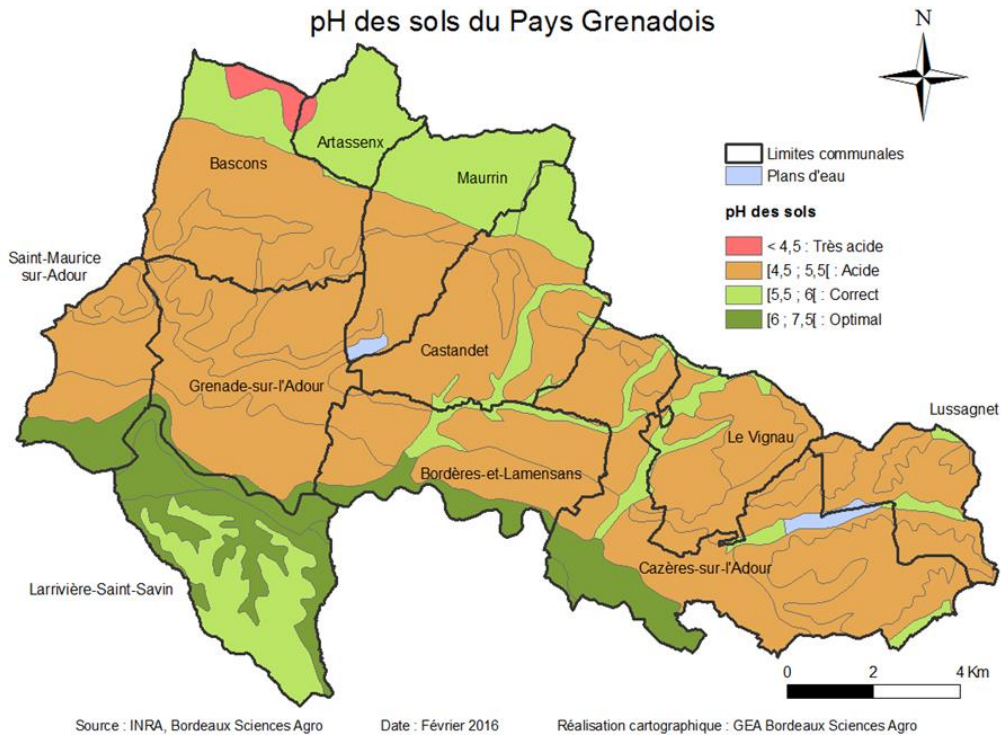 pH des sols du Pays Grenadois
N
Artassenx
Bascons
Maurrin
Limites communales
Plans d'eau
pH des sols
< 4,5 : Très acide
[4,5 ; 5,5[ : Acide
[5,5 ; 6[ : Correct
[6 ; 7,5[ : Optimal
Saint-Maurice
sur-Adour
Castandet
Grenade-sur-l'Adour
Lussagnet
Le Vignau
Bordères-et-Lamensans
Cazères-sur-l'Adour
Larrivière-Saint-Savin
0 2 4 Km
Source : INRA, Bordeaux Sciences Agro Date : Février 2016 Réalisation cartographique : GEA Bordeaux Sciences Agro